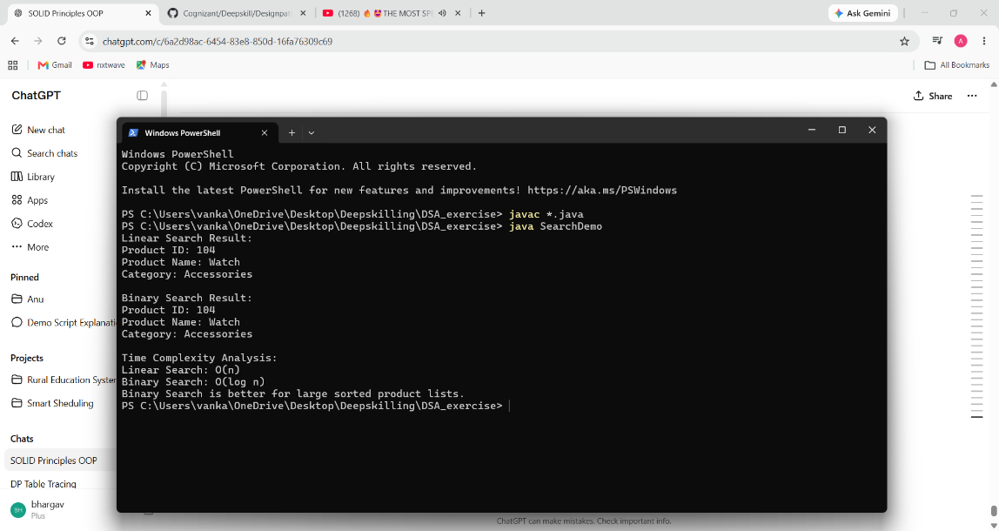 SOLID Principles OOP
Cognizant/Deepskill/Designpat
(1268) 🔥 😍 THE MOST SPE
Ask Gemini
chatgpt.com/c/6a2d98ac-6454-83e8-850d-16fa76309c69
A
Gmail
nxtwave
Maps
All Bookmarks
ChatGPT
Share
New chat
Search chats
Library
Apps
Codex
More
Pinned
Anu
Demo Script Explanati
Projects
Rural Education System
Smart Sheduling
Chats
SOLID Principles OOP
DP Table Tracing
BH
bhargav
Plus
Windows PowerShell
Windows PowerShell
Copyright (C) Microsoft Corporation. All rights reserved.
Install the latest PowerShell for new features and improvements! https://aka.ms/PSWindows
PS C:\Users\vanka\OneDrive\Desktop\Deepskilling\DSA_exercise> javac *.java
PS C:\Users\vanka\OneDrive\Desktop\Deepskilling\DSA_exercise> java SearchDemo
Linear Search Result:
Product ID: 104
Product Name: Watch
Category: Accessories
Binary Search Result:
Product ID: 104
Product Name: Watch
Category: Accessories
Time Complexity Analysis:
Linear Search: O(n)
Binary Search: O(log n)
Binary Search is better for large sorted product lists.
PS C:\Users\vanka\OneDrive\Desktop\Deepskilling\DSA_exercise>
ChatGPT can make mistakes. Check important info.